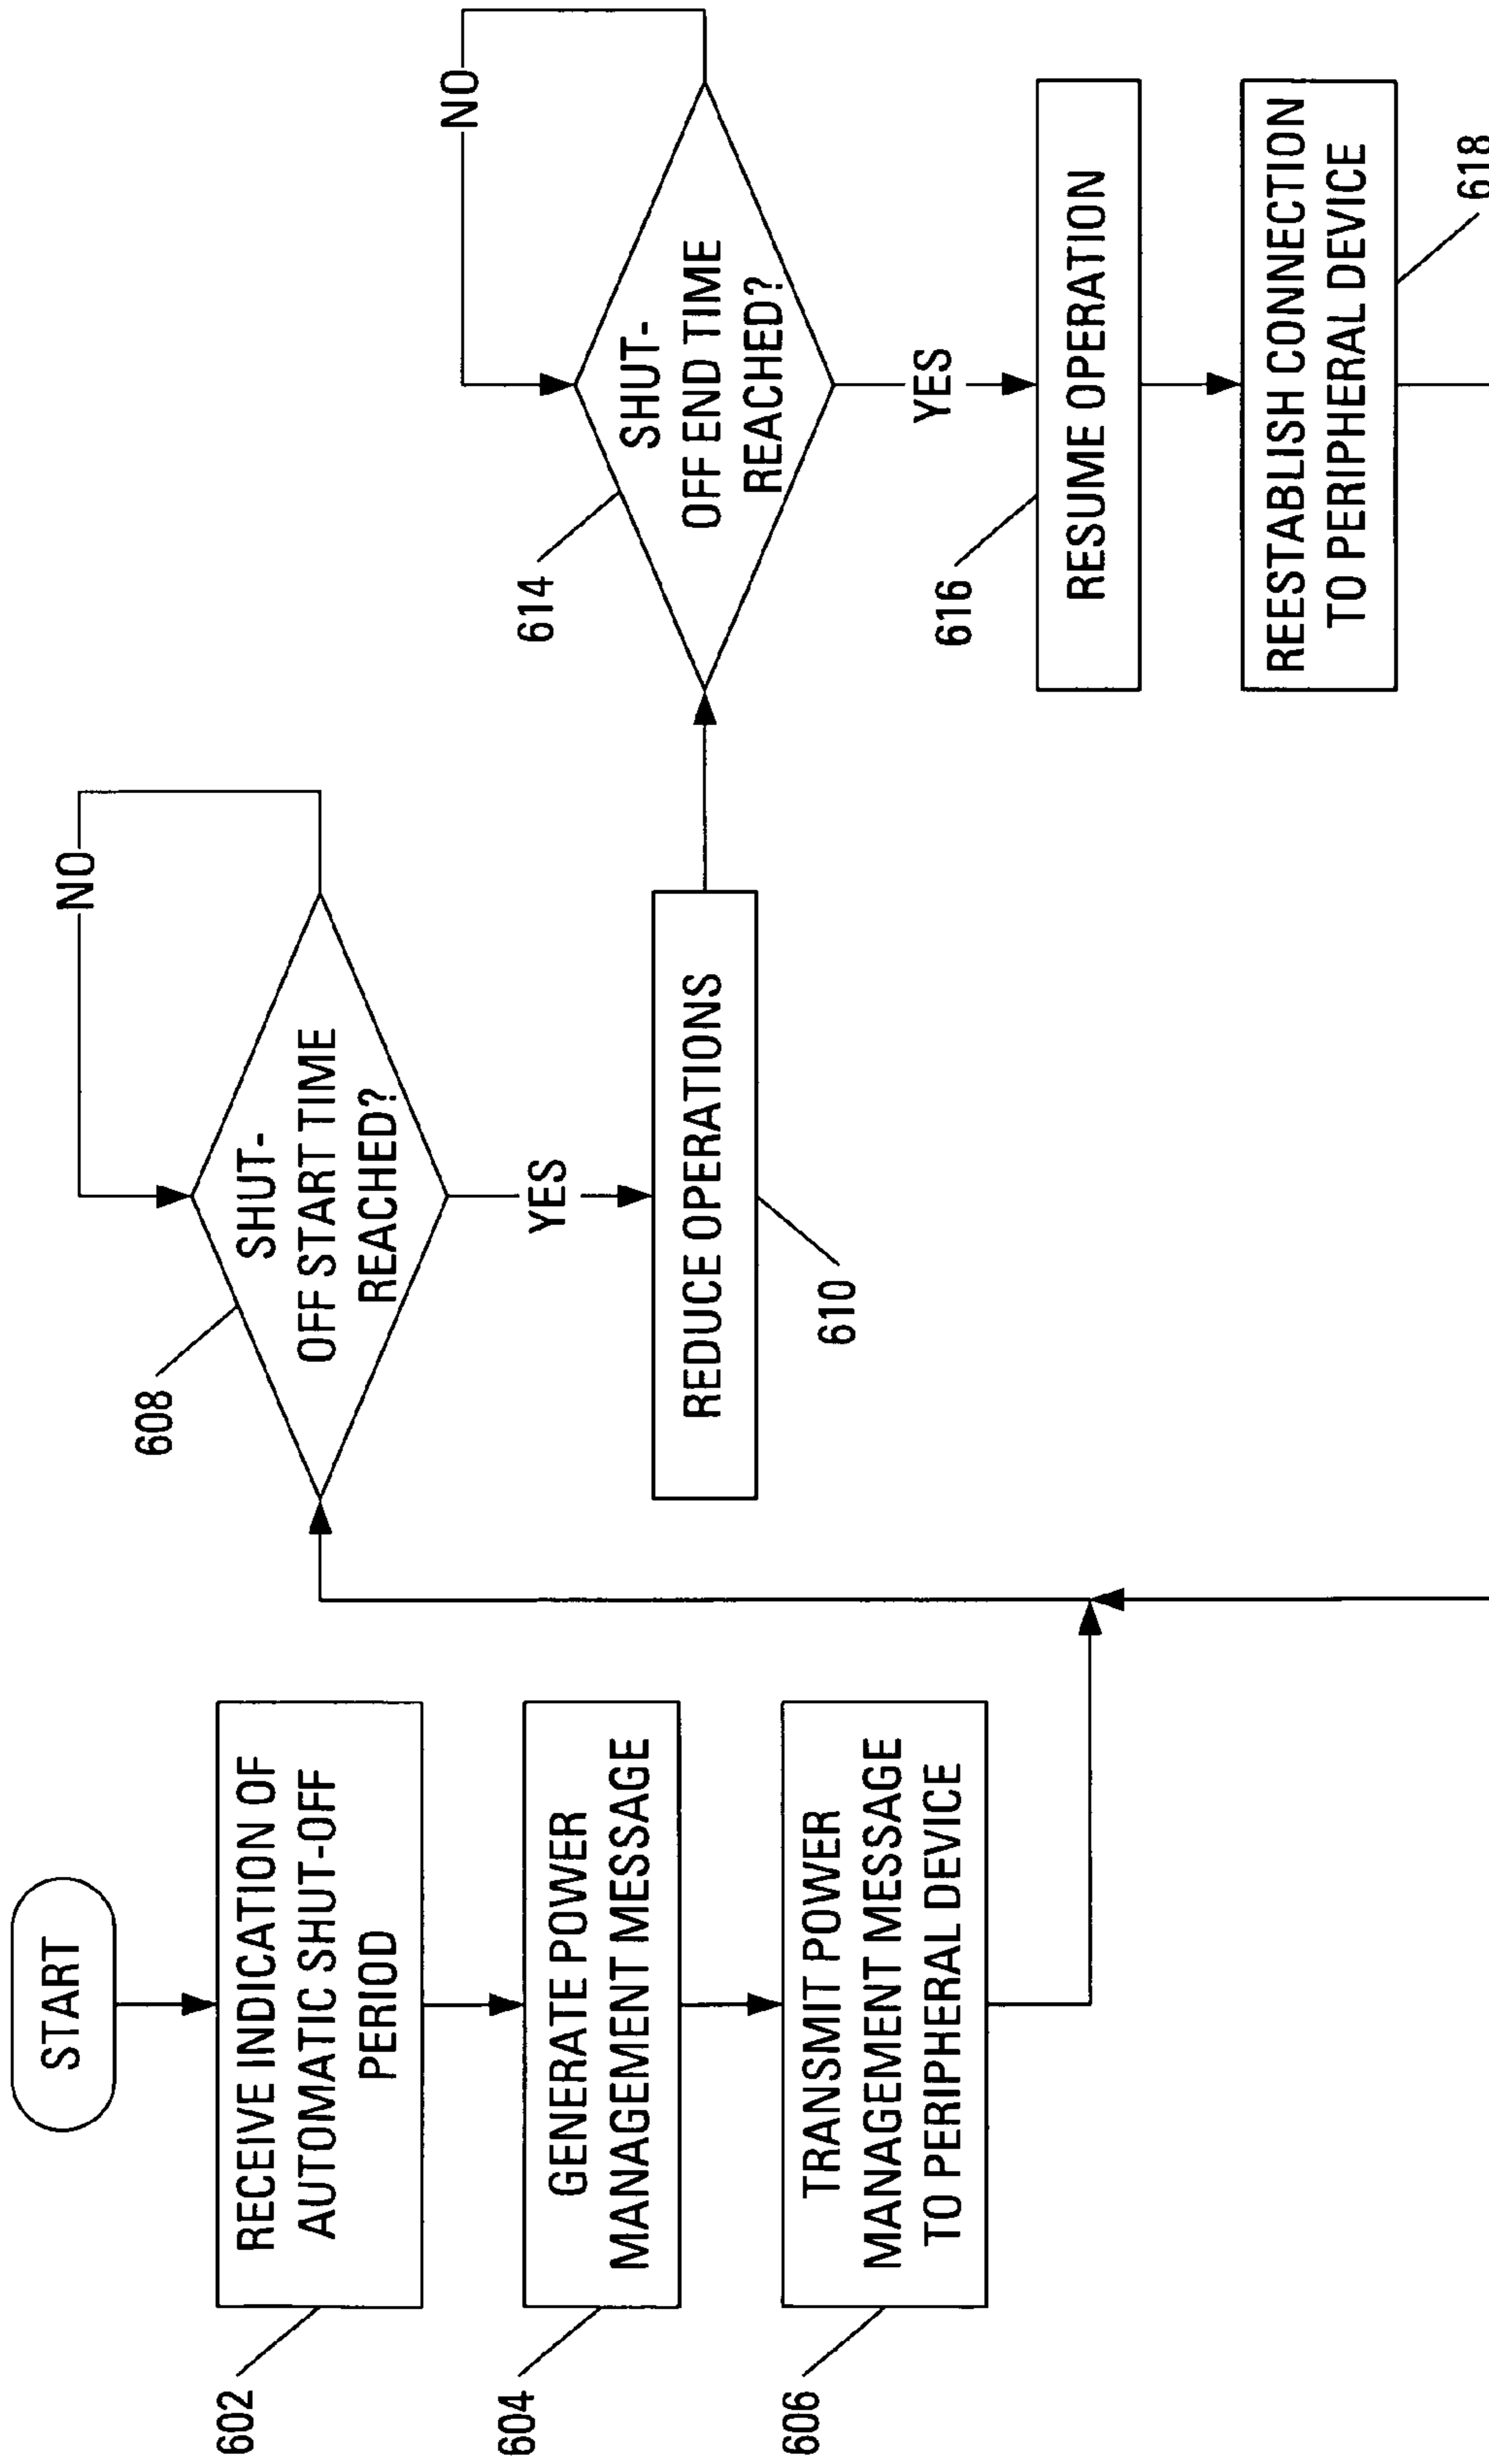 START
602
RECEIVE INDICATION OF
AUTOMATIC SHUT-OFF
PERIOD
604
GENERATE POWER
MANAGEMENT MESSAGE
606
TRANSMIT POWER
MANAGEMENT MESSAGE
TO PERIPHERAL DEVICE
NO
608
SHUT-
OFF START TIME
REACHED?
YES
REDUCE OPERATIONS
610
NO
614
SHUT-
OFF END TIME
REACHED?
YES
616
RESUME OPERATION
REESTABLISH CONNECTION
TO PERIPHERAL DEVICE
618